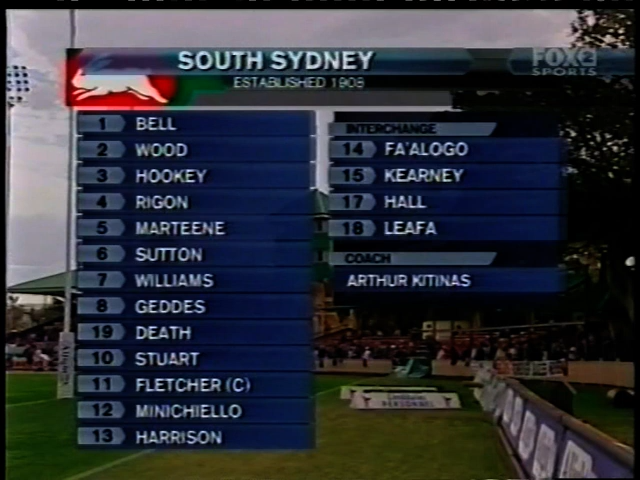 SOUTH SYDNEY
FOX
SPORTS
ESTABLISHED 1908
1 BELL
2 WOOD
3 HOOKEY
4 RIGON
5 MARTEENE
6 SUTTON
7 WILLIAMS
8 GEDDES
19 DEATH
10 STUART
11 FLETCHER (C)
12 MINICHIELLO
13 HARRISON
INTERCHANGE
14 FA'ALOGO
15 KEARNEY
17 HALL
18 LEAFA
COACH
ARTHUR KITINAS